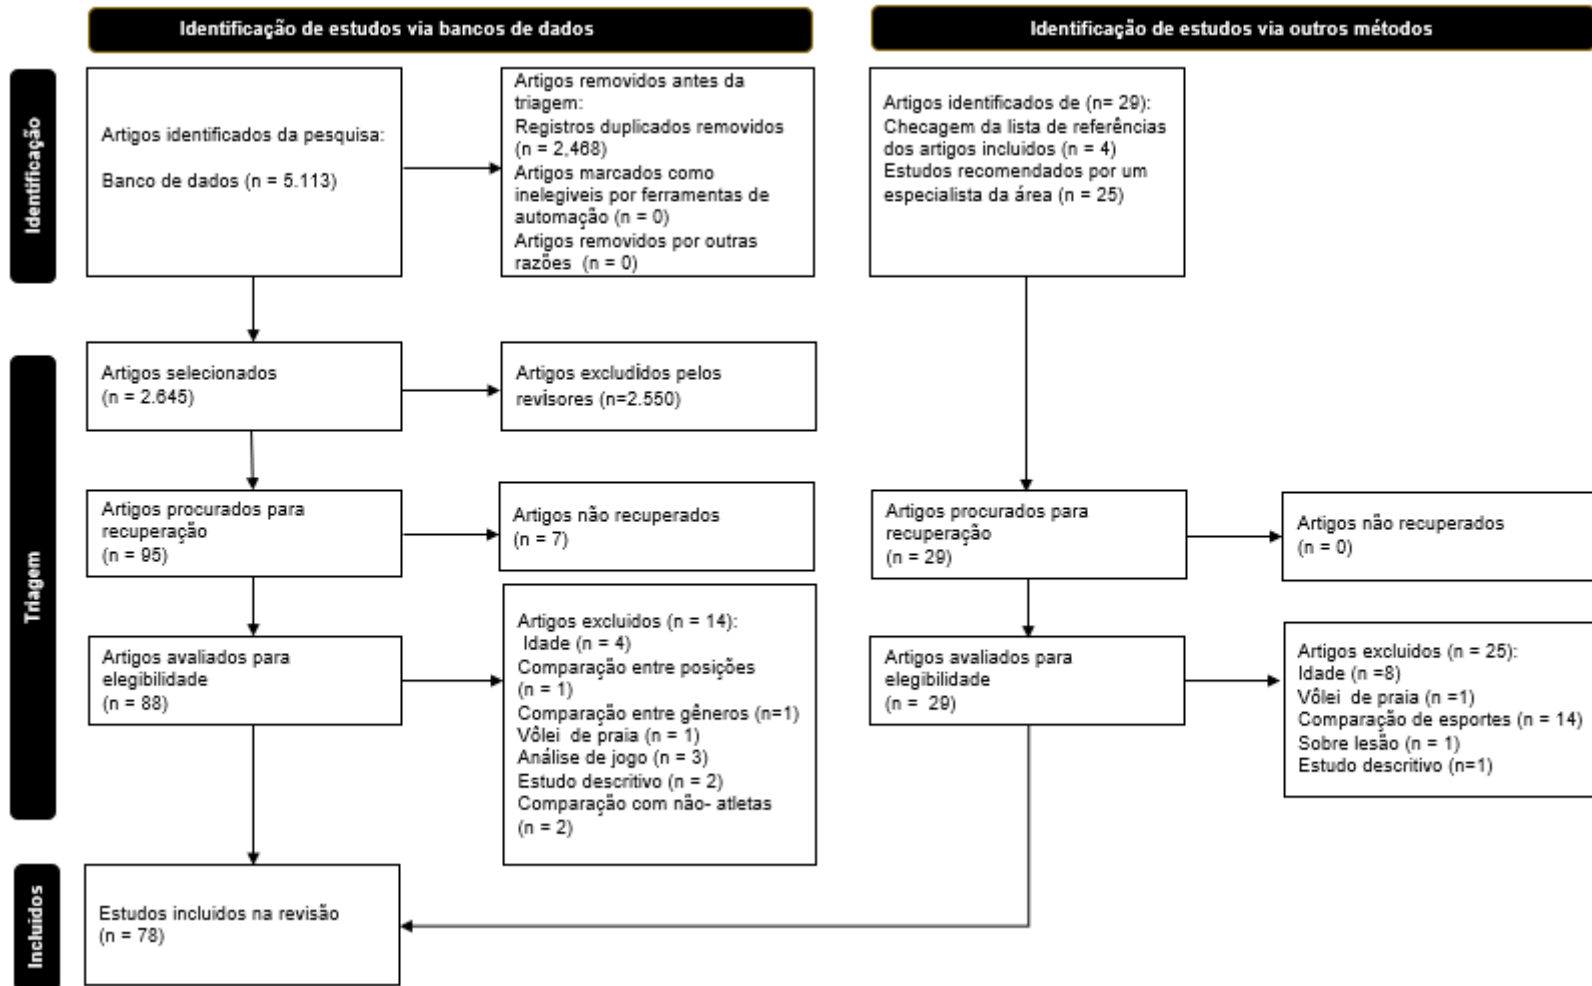 Identificação de estudos via bancos de dados
Identificação de estudos via outros métodos
Identificação
Artigos identificados da pesquisa:
Banco de dados (n = 5.113)
Artigos removidos antes da
triagem:
Registros duplicados removidos
(n = 2,468)
Artigos marcados como
inelegiveis por ferramentas de
automação (n = 0)
Artigos removidos por outras
razões (n = 0)
Artigos identificados de (n= 29):
Checagem da lista de referências
dos artigos incluidos (n = 4)
Estudos recomendados por um
especialista da área (n = 25)
Triagem
Artigos selecionados
(n = 2.645)
Artigos excludidos pelos
revisores (n=2.550)
Artigos procurados para
recuperação
(n = 95)
Artigos não recuperados
(n = 7)
Artigos procurados para
recuperação
(n = 29)
Artigos não recuperados
(n = 0)
Artigos avaliados para
elegibilidade
(n = 88)
Artigos excluidos (n = 14):
Idade (n = 4)
Comparação entre posições
(n = 1)
Comparação entre gêneros (n=1)
Vôlei de praia (n = 1)
Análise de jogo (n = 3)
Estudo descritivo (n = 2)
Comparação com não- atletas
(n = 2)
Artigos avaliados para
elegibilidade
(n = 29)
Artigos excluidos (n = 25):
Idade (n =8)
Vôlei de praia (n =1)
Comparação de esportes (n = 14)
Sobre lesão (n = 1)
Estudo descritivo (n=1)
Incluidos
Estudos incluidos na revisão
(n = 78)